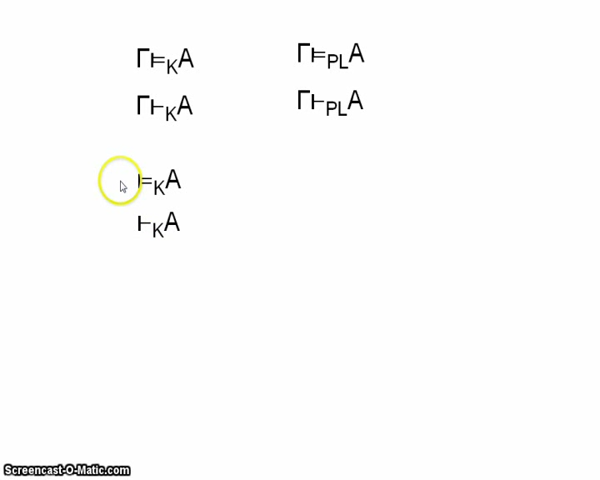 Γ⊨KA Γ⊨PLA
Γ⊢KA Γ⊢PLA
⊨KA
⊢KA
Screencast-O-Matic.com